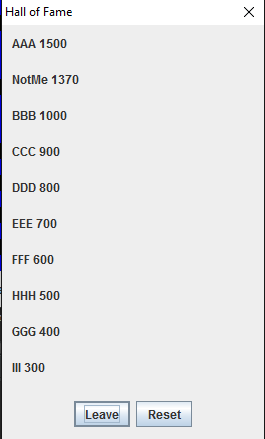 Hall of Fame
AAA 1500
NotMe 1370
BBB 1000
CCC 900
DDD 800
EEE 700
FFF 600
HHH 500
GGG 400
III 300
Leave Reset